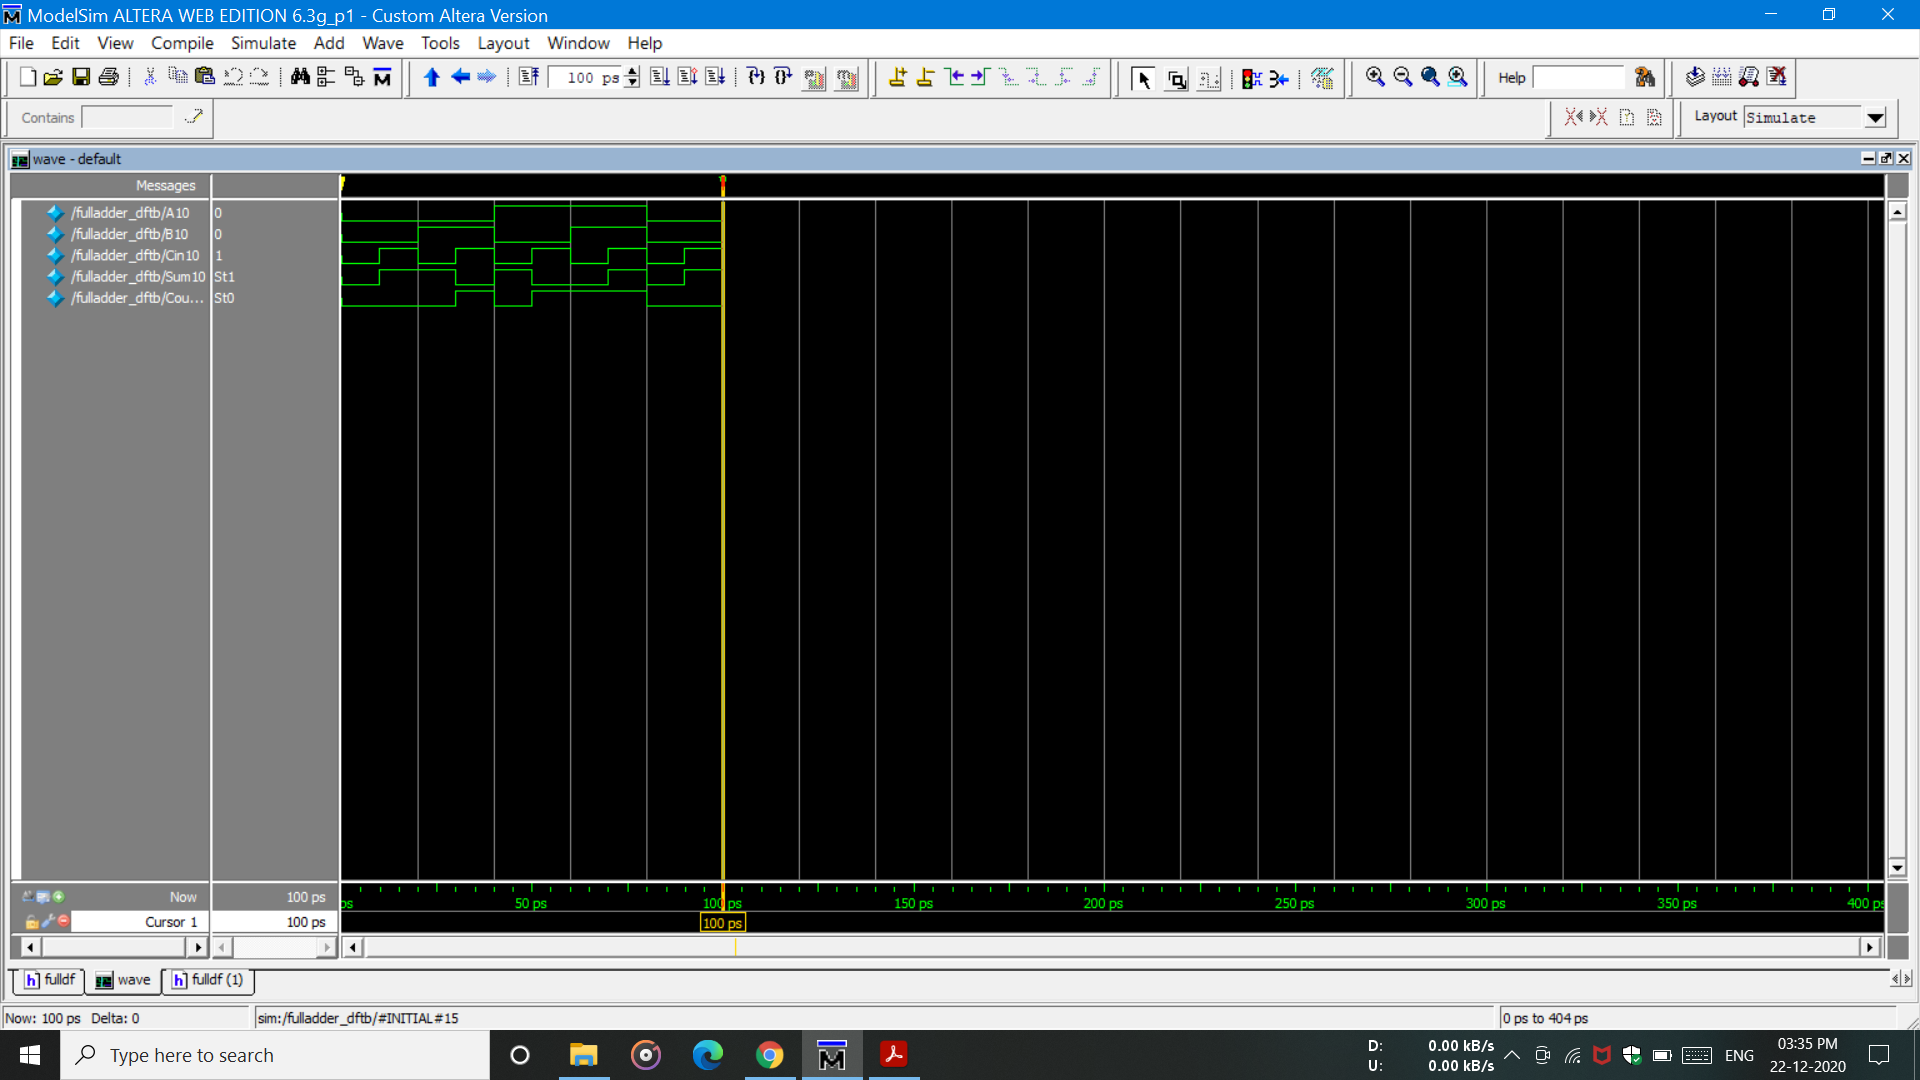 ModelSim ALTERA WEB EDITION 6.3g_p1 - Custom Altera Version
File Edit View Compile Simulate Add Wave Tools Layout Window Help
100 ps
Help
Contains
Layout Simulate
wave - default
Messages
/fulladder_dftb/A10 0
/fulladder_dftb/B10 0
/fulladder_dftb/Cin10 1
/fulladder_dftb/Sum10 St1
/fulladder_dftb/Cou... St0
Now 100 ps
ps 50 ps 100 ps 150 ps 200 ps 250 ps 300 ps 350 ps 400 ps
Cursor 1 100 ps
100 ps
fulldf wave fulldf (1)
Now: 100 ps Delta: 0 sim:/fulladder_dftb/#INITIAL#15 0 ps to 404 ps
Type here to search
D: 0.00 kB/s
U: 0.00 kB/s
ENG
03:35 PM
22-12-2020